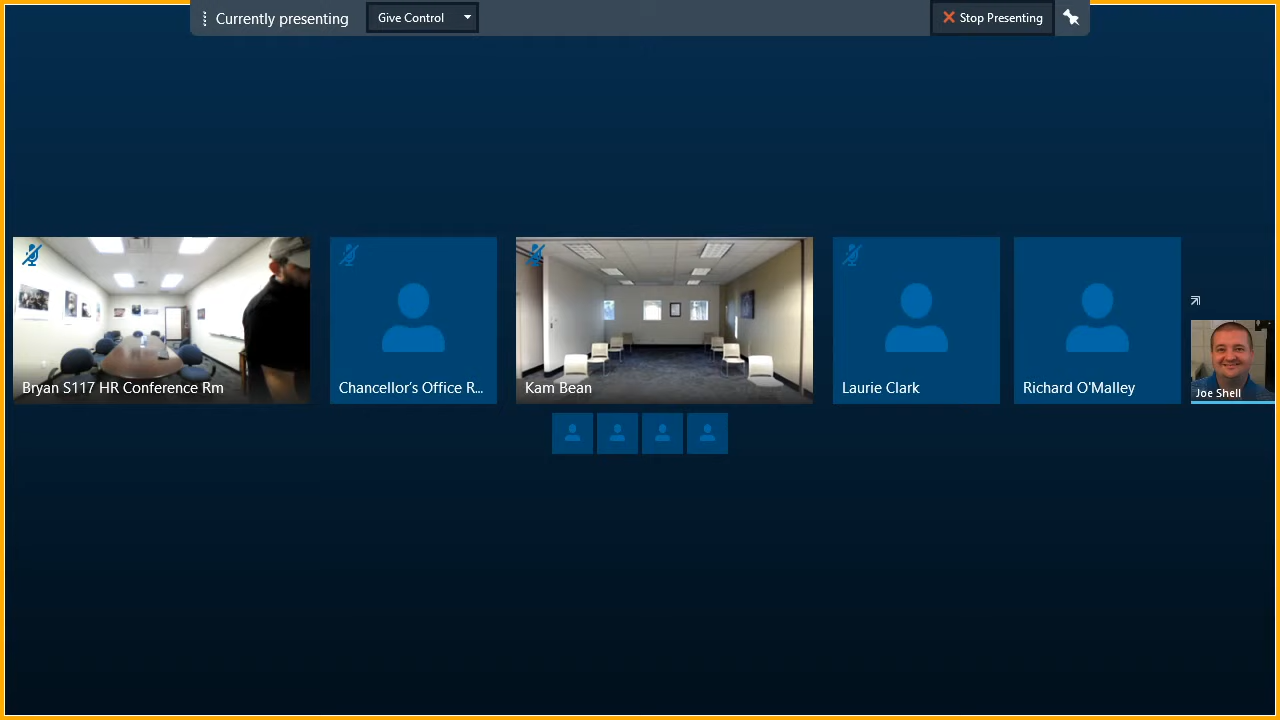 Currently presenting
Give Control
Stop Presenting
Bryan S117 HR Conference Rm
Chancellor’s Office R...
Kam Bean
Laurie Clark
Richard O'Malley
Joe Shell